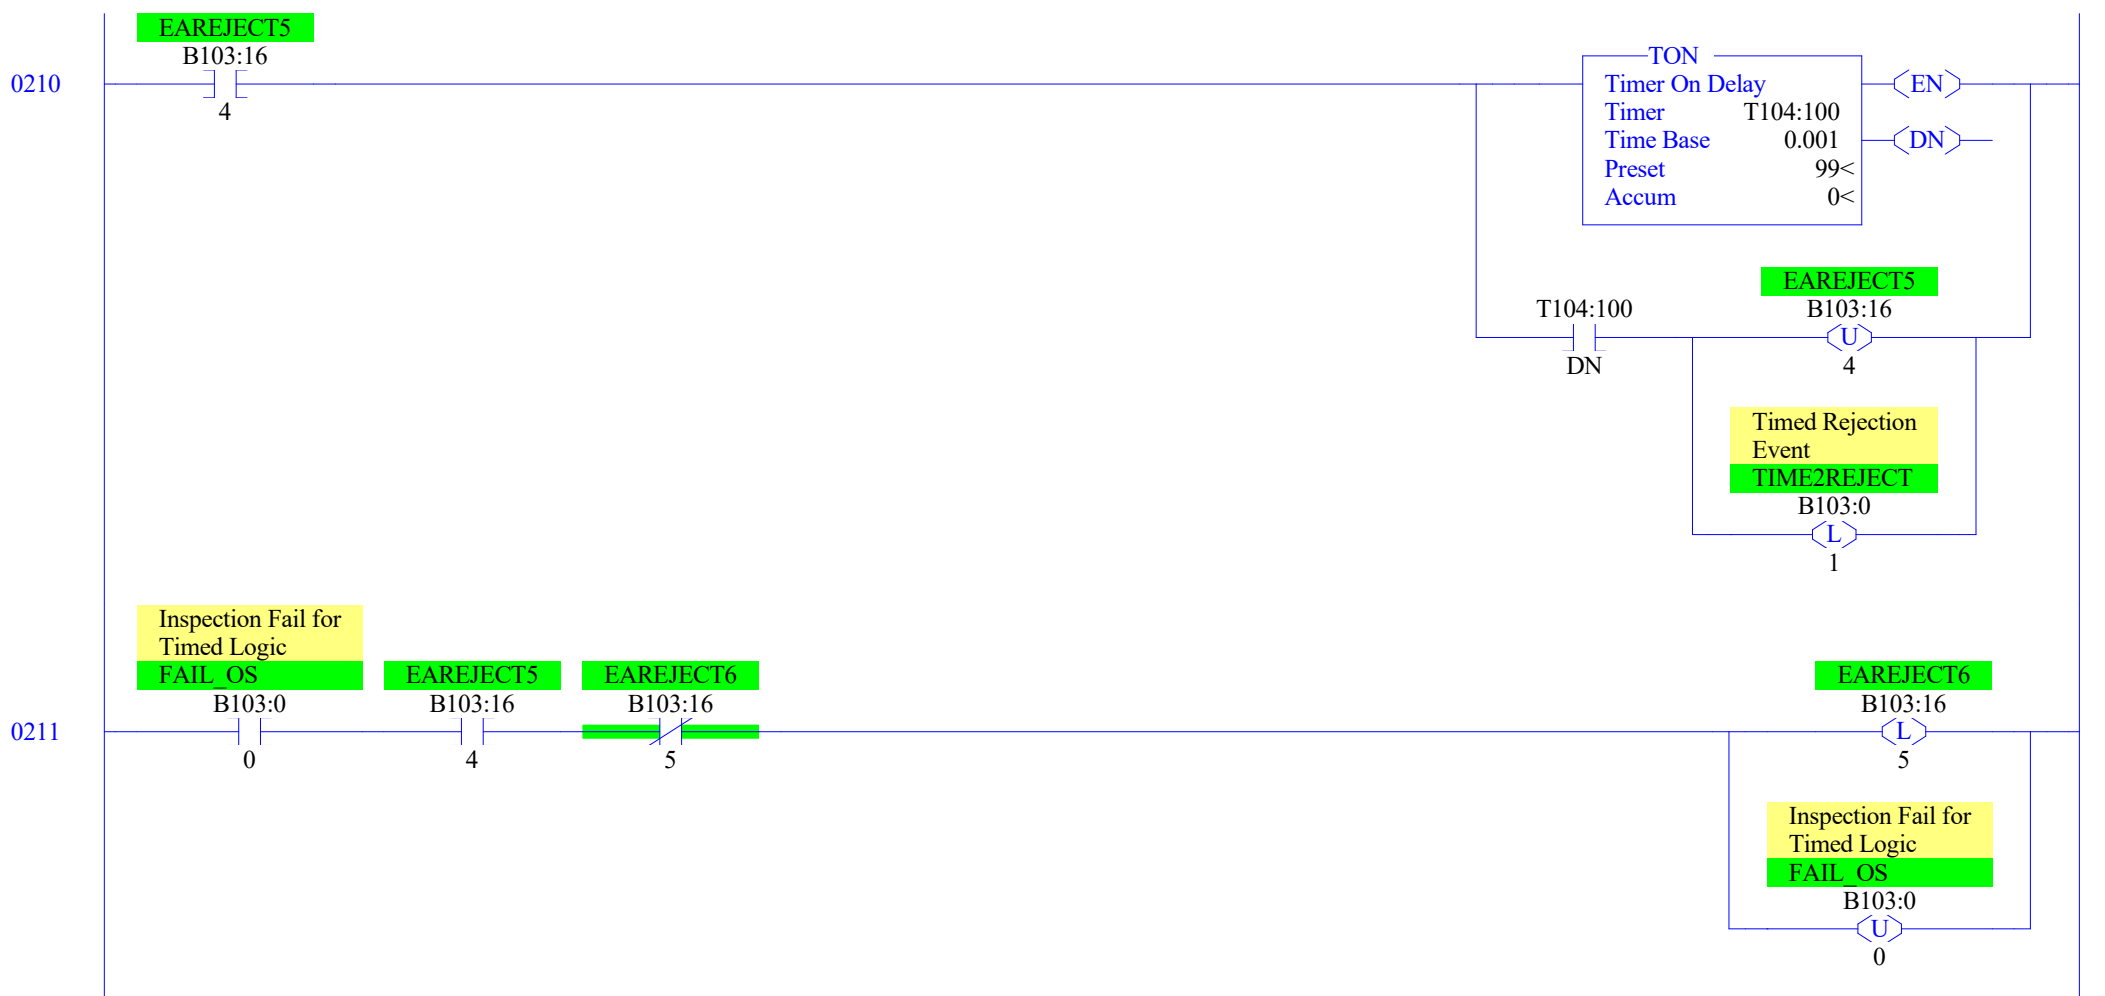 EAREJECT5
B103:16
0210
4
TON
Timer On Delay
EN
Timer T104:100
Time Base 0.001
DN
Preset 99<
Accum 0<
EAREJECT5
T104:100
B103:16
U
DN
4
Timed Rejection
Event
TIME2REJECT
B103:0
L
1
Inspection Fail for
Timed Logic
FAIL_OS
B103:0
0
EAREJECT5
B103:16
4
EAREJECT6
B103:16
5
0211
EAREJECT6
B103:16
L
5
Inspection Fail for
Timed Logic
FAIL_OS
B103:0
U
0